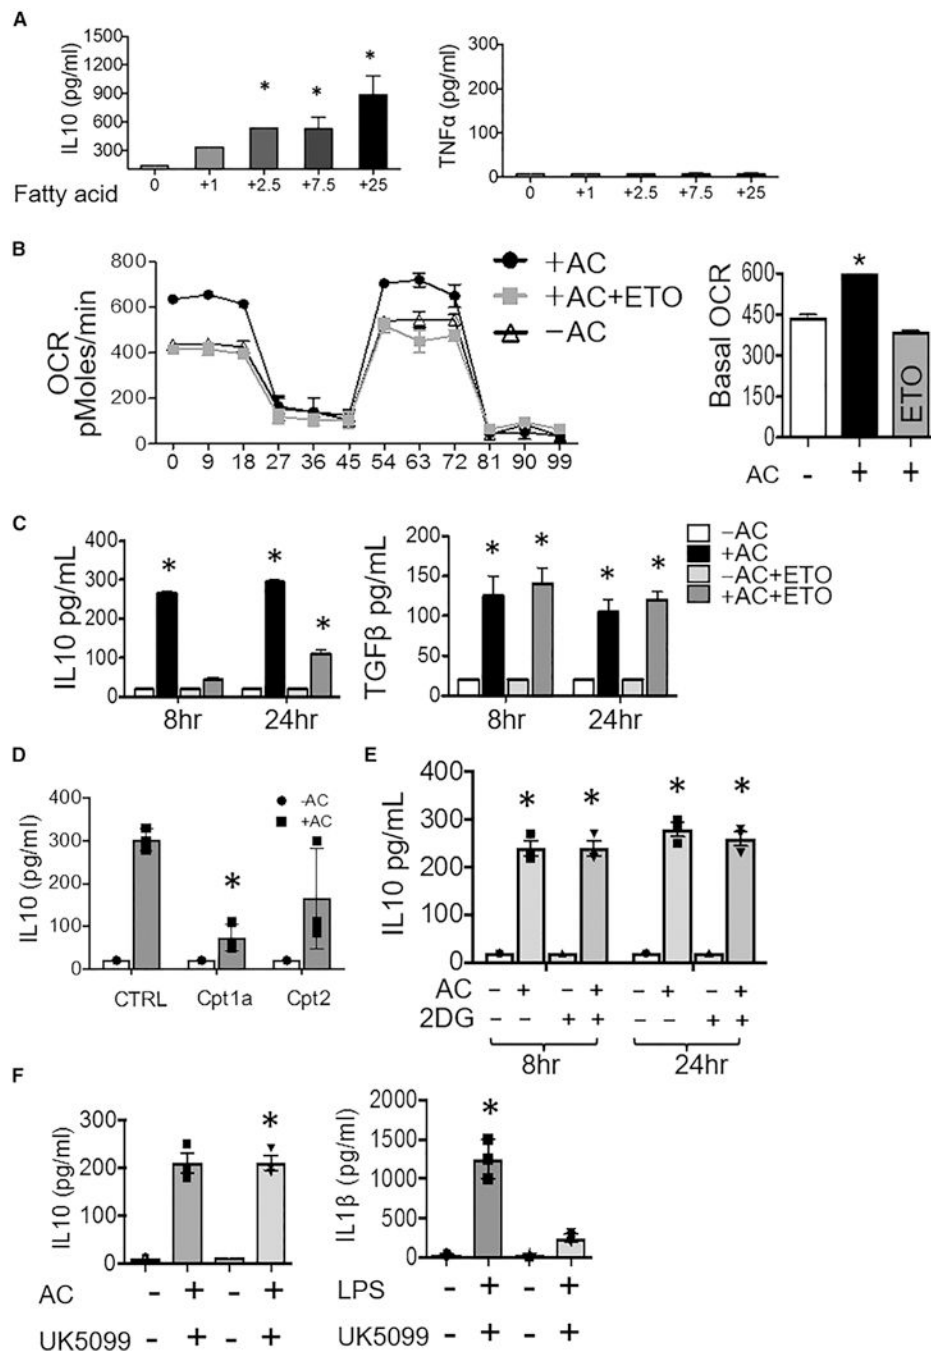 A
IL10 (pg/ml)
1500
1200
900
600
300
* * *
0 +1 +2.5 +7.5 +25
Fatty acid
TNFα (pg/ml)
300
200
100
0
0 +1 +2.5 +7.5 +25
B
OCR
pMoles/min
800
600
400
200
0
0 9 18 27 36 45 54 63 72 81 90 99
+AC
+AC+ETO
−AC
Basal OCR
600
450
300
150
0
*
ETO
AC - + +
C
IL10 pg/mL
400
300
200
100
0
* * *
8hr 24hr
TGFβ pg/mL
200
150
100
50
0
* * * *
8hr 24hr
−AC
+AC
−AC+ETO
+AC+ETO
D
IL10 (pg/ml)
400
300
200
100
0
-AC
+AC
*
CTRL Cpt1a Cpt2
E
IL10 pg/mL
400
300
200
100
0
* * * *
AC − + − + − + − +
2DG − − + + − − + +
8hr 24hr
F
IL10 (pg/ml)
300
200
100
0
*
AC - + - +
UK5099 - + - +
IL1β (pg/ml)
2000
1500
1000
500
0
*
LPS - + - +
UK5099 - + - +